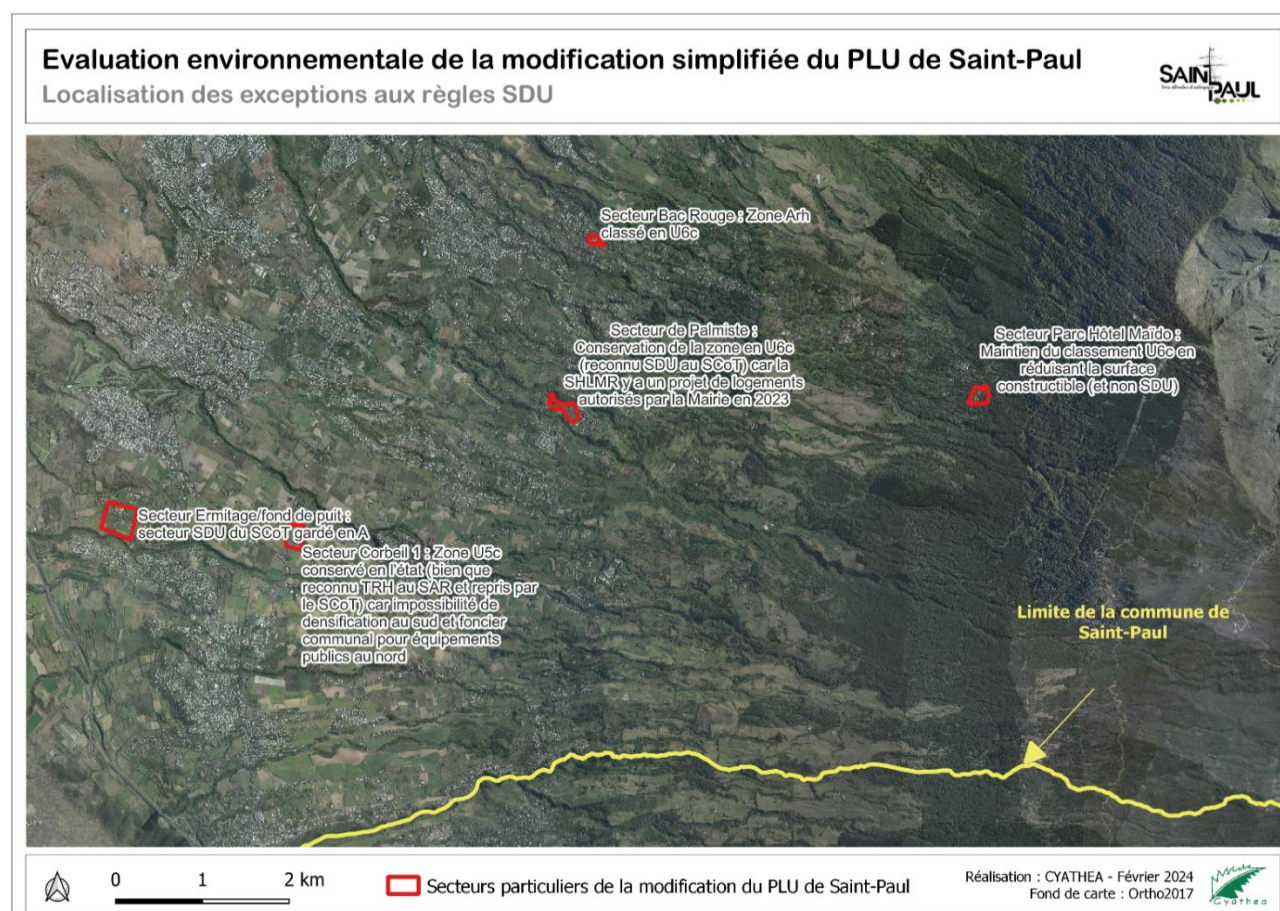 Evaluation environnementale de la modification simplifiée du PLU de Saint-Paul
Localisation des exceptions aux règles SDU
SAINT
PAUL
Secteur Bac Rouge : Zone Arh
classé en U6c
Secteur de Palmiste :
Conservation de la zone en U6c
(reconnu SDU au SCoT) car la
SHLMR y a un projet de logements
autorisés par la Mairie en 2023
Secteur Parc Hôtel Maïdo :
Maintien du classement U6c en
réduisant la surface
constructible (et non SDU)
Secteur Ermitage/fond de puit :
secteur SDU du SCoT gardé en A
Secteur Corbeil 1 : Zone U5c
conservé en l'état (bien que
reconnu TRH au SAR et repris par
le SCoT) car impossibilité de
densification au sud et foncier
communal pour équipements
publics au nord
Limite de la commune de
Saint-Paul
0 1 2 km
Secteurs particuliers de la modification du PLU de Saint-Paul
Réalisation : CYATHEA - Février 2024
Fond de carte : Ortho2017
Cyathea